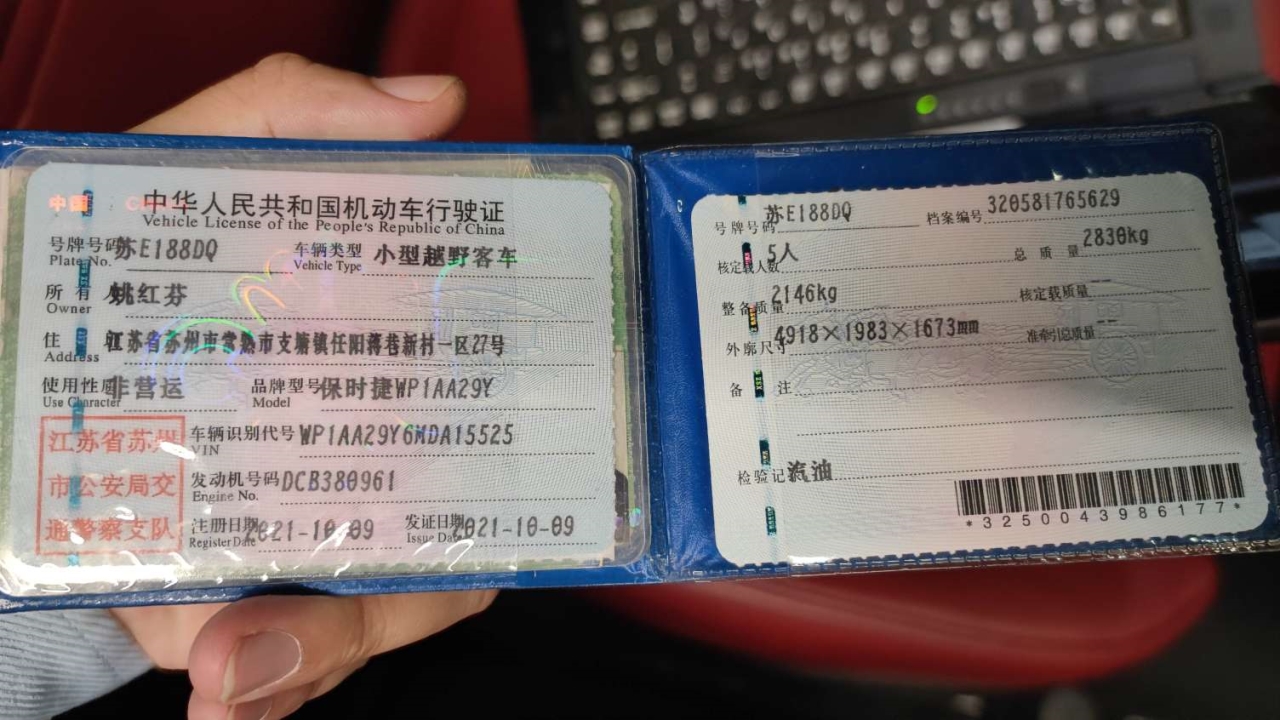 中国 C
中华人民共和国机动车行驶证
Vehicle License of the People's Republic of China
号牌号码 苏E188DQ 车辆类型 小型越野客车
Plate No. Vehicle Type
所有人 姚红芬
Owner
住址 江苏省苏州市常熟市支塘镇任阳蒋巷新村一区27号
Address
使用性质 非营运 品牌型号 保时捷WP1AA29Y
Use Character Model
江苏省苏州
市公安局交
通警察支队
车辆识别代号 WP1AA29Y6MDA15525
VIN
发动机号码 DCB380961
Engine No.
注册日期 2021-10-09 发证日期 2021-10-09
Register Date Issue Date
号牌号码 苏E188DQ 档案编号 320581765629
核定载人数 5人 总质量 2830kg
整备质量 2146kg 核定载质量 --
外廓尺寸 4918×1983×1673mm 准牵引总质量 --
备注
检验记录 汽油
*3250043986177*